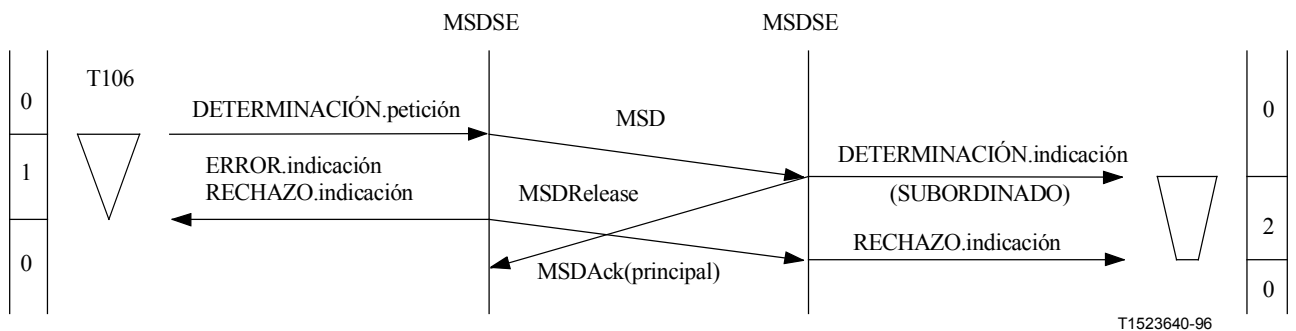 MSDSE MSDSE
T106
0 0
DETERMINACIÓN.petición
MSD
1
ERROR.indicación
DETERMINACIÓN.indicación
RECHAZO.indicación
MSDRelease
(SUBORDINADO)
2
RECHAZO.indicación
0
MSDAck(principal)
0
T1523640-96